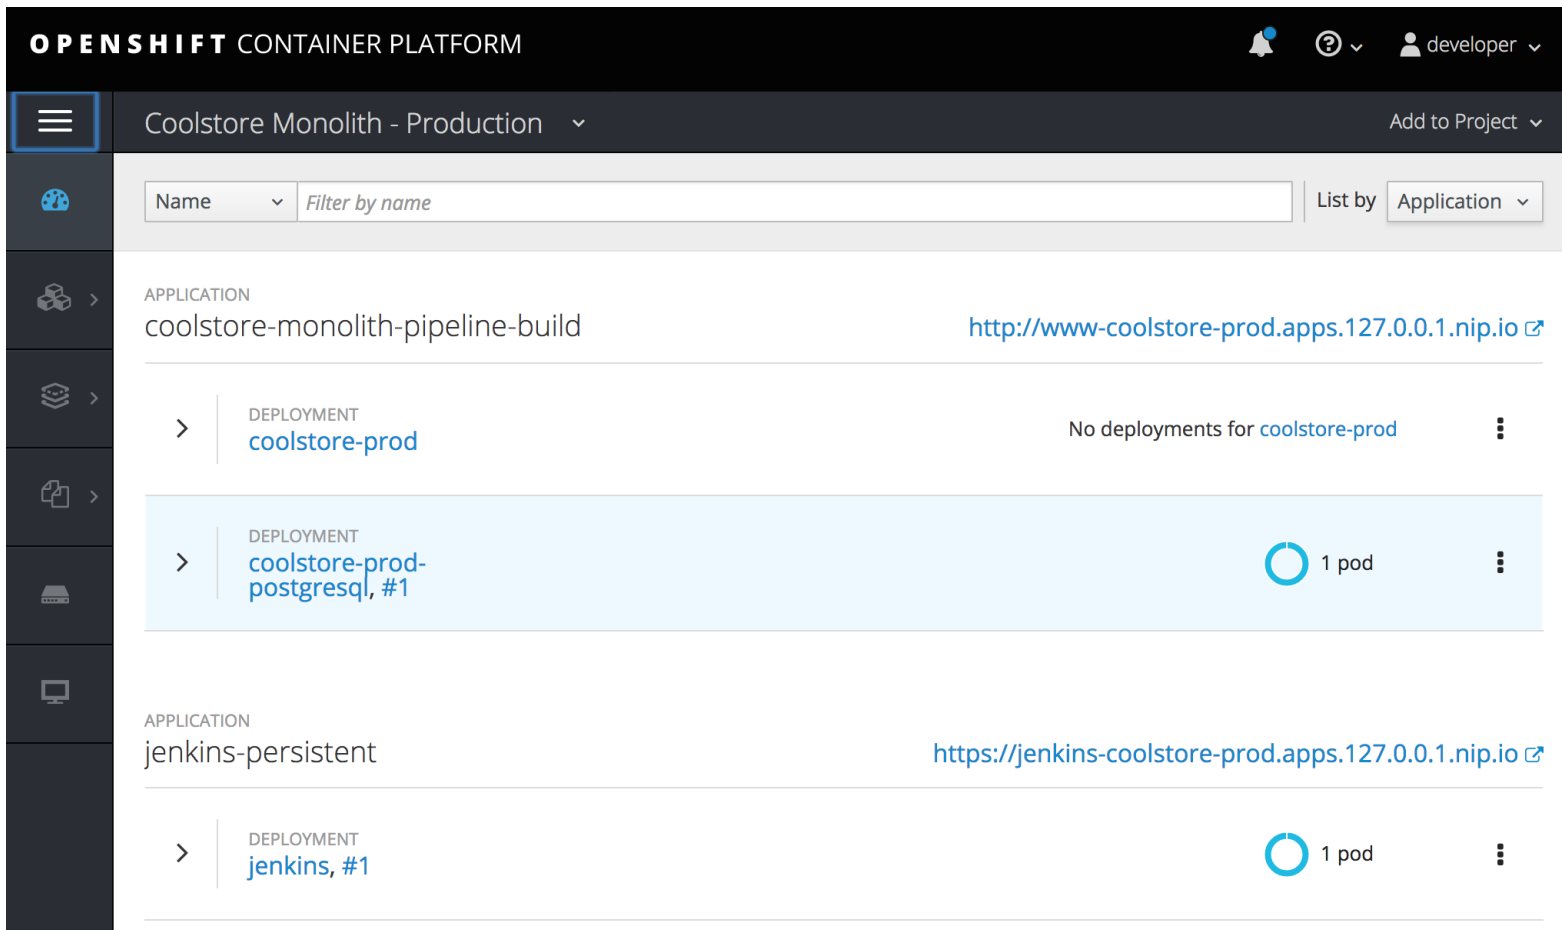 OPENSHIFT CONTAINER PLATFORM
developer
Coolstore Monolith - Production
Add to Project
Name
Filter by name
List by
Application
APPLICATION
coolstore-monolith-pipeline-build
http://www-coolstore-prod.apps.127.0.0.1.nip.io
DEPLOYMENT
coolstore-prod
No deployments for coolstore-prod
DEPLOYMENT
coolstore-prod-
postgresql, #1
1 pod
APPLICATION
jenkins-persistent
https://jenkins-coolstore-prod.apps.127.0.0.1.nip.io
DEPLOYMENT
jenkins, #1
1 pod